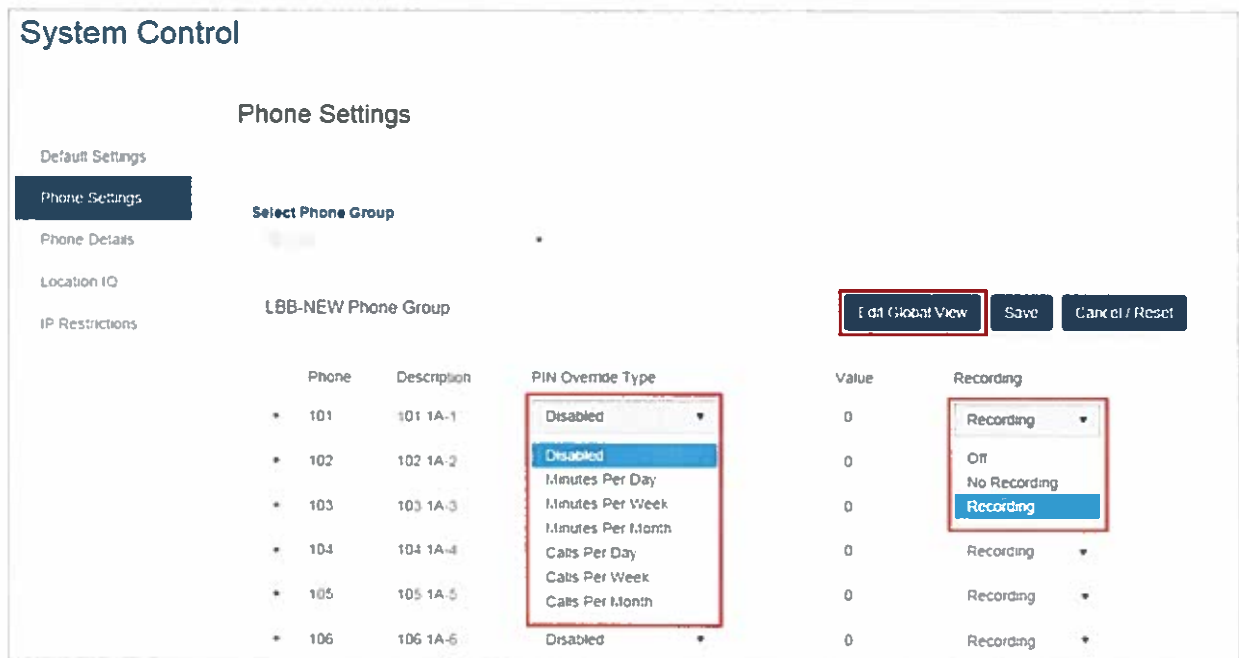 System Control
Phone Settings
Default Settings
Phone Settings
Phone Details
Location IQ
IP Restrictions
Select Phone Group
LBB-NEW Phone Group
Edit Global View Save Cancel / Reset
Phone Description PIN Override Type Value Recording
101 101 1A-1 Disabled 0 Recording
102 102 1A-2 0
103 103 1A-3 0
104 104 1A-4 0 Recording
105 105 1A-5 0 Recording
106 106 1A-6 Disabled 0 Recording
Disabled
Minutes Per Day
Minutes Per Week
Minutes Per Month
Calls Per Day
Calls Per Week
Calls Per Month
Off
No Recording
Recording